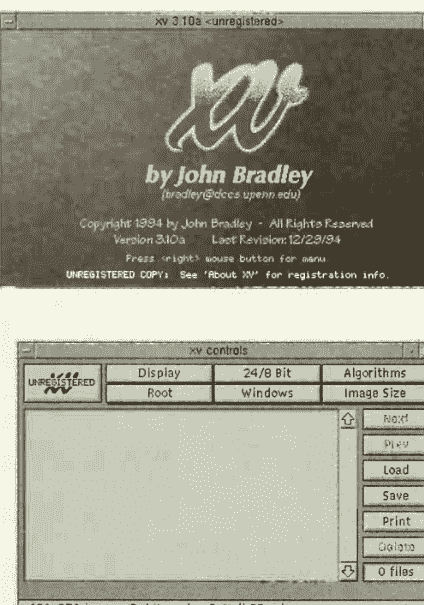 xv 3.10a <unregistered>
xv
by John Bradley
(bradley@dccs.upenn.edu)
Copyright 1994 by John Bradley - All Rights Reserved
Version 3.10a Last Revision: 12/29/94
Press <right> mouse button for menu.
UNREGISTERED COPY: See 'About XV' for registration info.
xv controls
UNREGISTERED
Display 24/8 Bit Algorithms
Root Windows Image Size
Next
Prev
Load
Save
Print
Delete
0 files